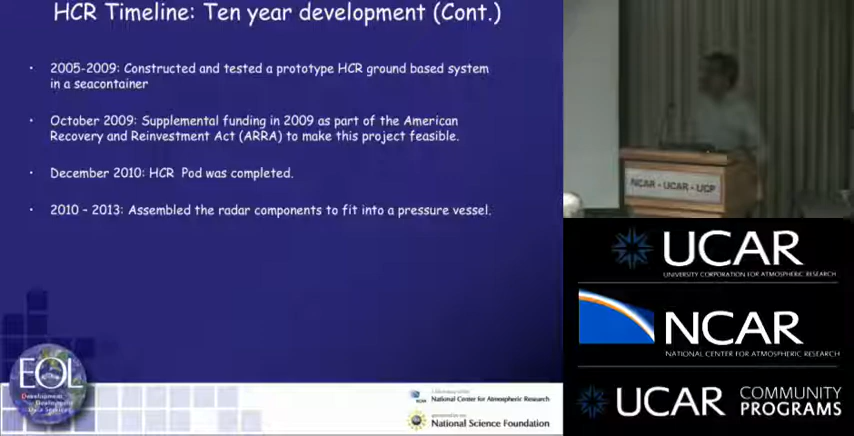 HCR Timeline: Ten year development (Cont.)
• 2005-2009: Constructed and tested a prototype HCR ground based system
in a seacontainer
• October 2009: Supplemental funding in 2009 as part of the American
Recovery and Reinvestment Act (ARRA) to make this project feasible.
• December 2010: HCR Pod was completed.
• 2010 - 2013: Assembled the radar components to fit into a pressure vessel.
EOL
National Center for Atmospheric Research
National Science Foundation
NCAR • UCAR • UCP
UCAR
UNIVERSITY CORPORATION FOR ATMOSPHERIC RESEARCH
NCAR
NATIONAL CENTER FOR ATMOSPHERIC RESEARCH
UCAR COMMUNITY
PROGRAMS